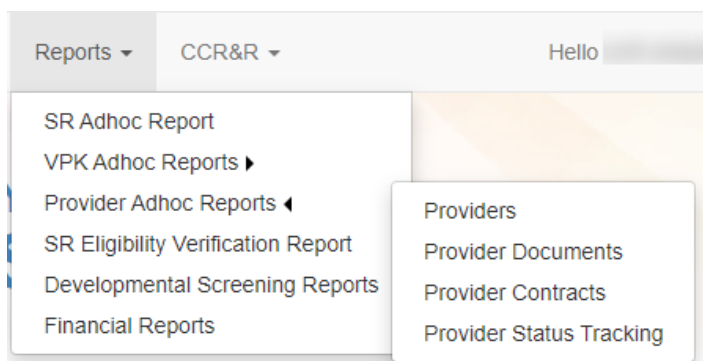 Reports
CCR&R
Hello
SR Adhoc Report
VPK Adhoc Reports
Provider Adhoc Reports
SR Eligibility Verification Report
Developmental Screening Reports
Financial Reports
Providers
Provider Documents
Provider Contracts
Provider Status Tracking